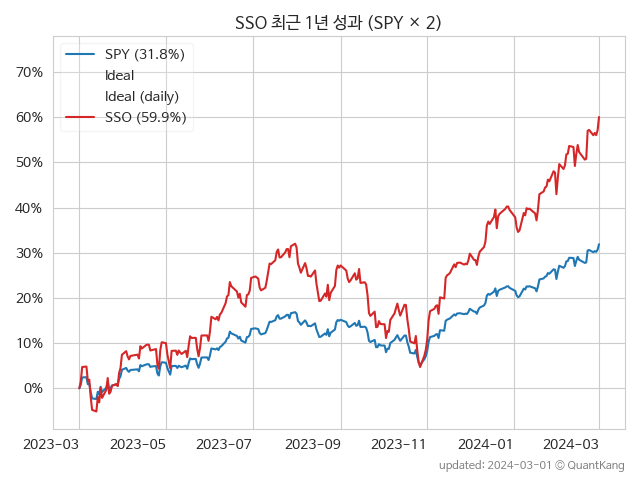 SSO 최근 1년 성과 (SPY × 2)
SPY (31.8%)
Ideal
Ideal (daily)
SSO (59.9%)
70%
60%
50%
40%
30%
20%
10%
0%
2023−03 2023−05 2023−07 2023−09 2023−11 2024−01 2024−03
updated: 2024−03−01 © QuantKang